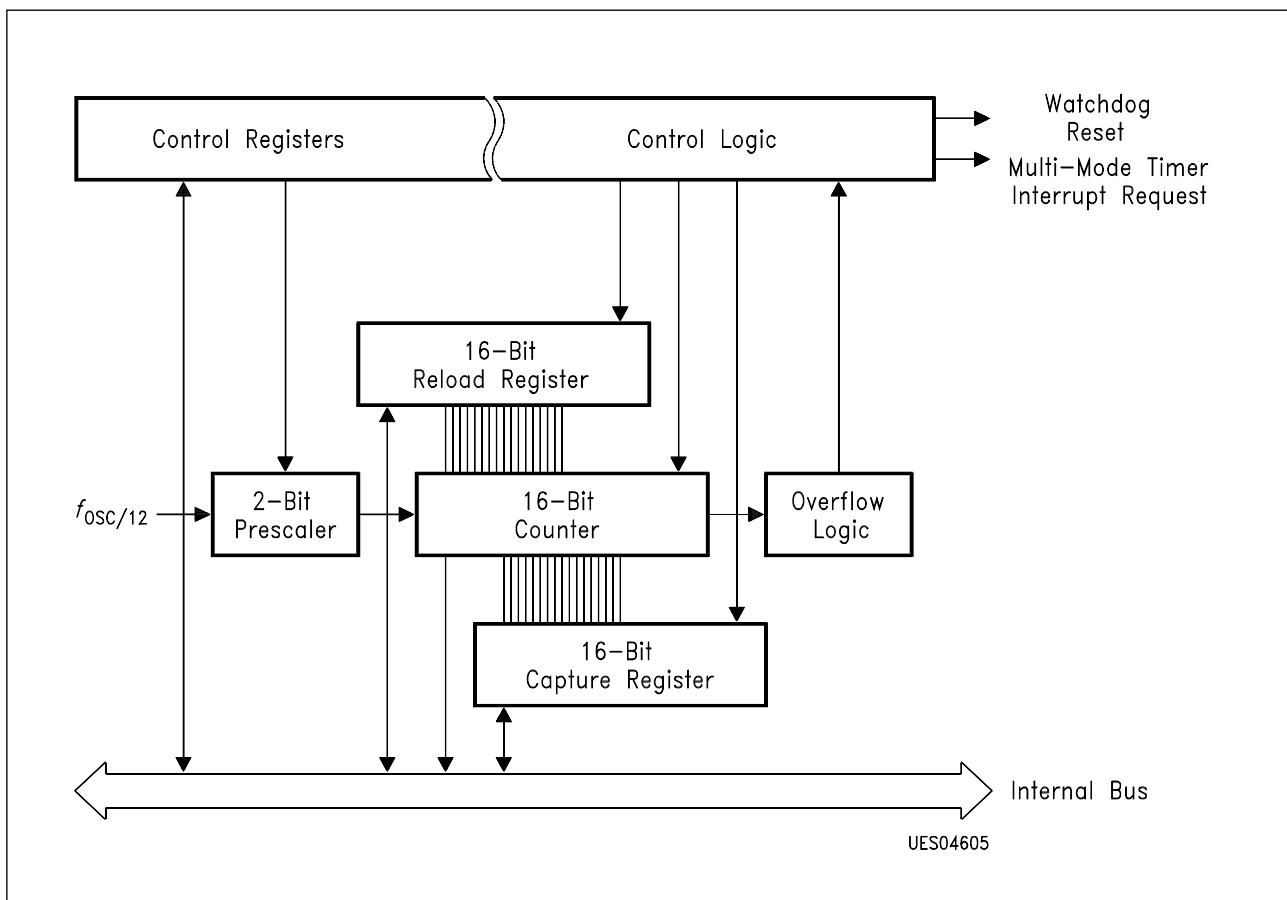 Control Registers
Control Logic
Watchdog
Reset
Multi-Mode Timer
Interrupt Request
16-Bit
Reload Register
fOSC/12
2-Bit
Prescaler
16-Bit
Counter
Overflow
Logic
16-Bit
Capture Register
Internal Bus
UES04605